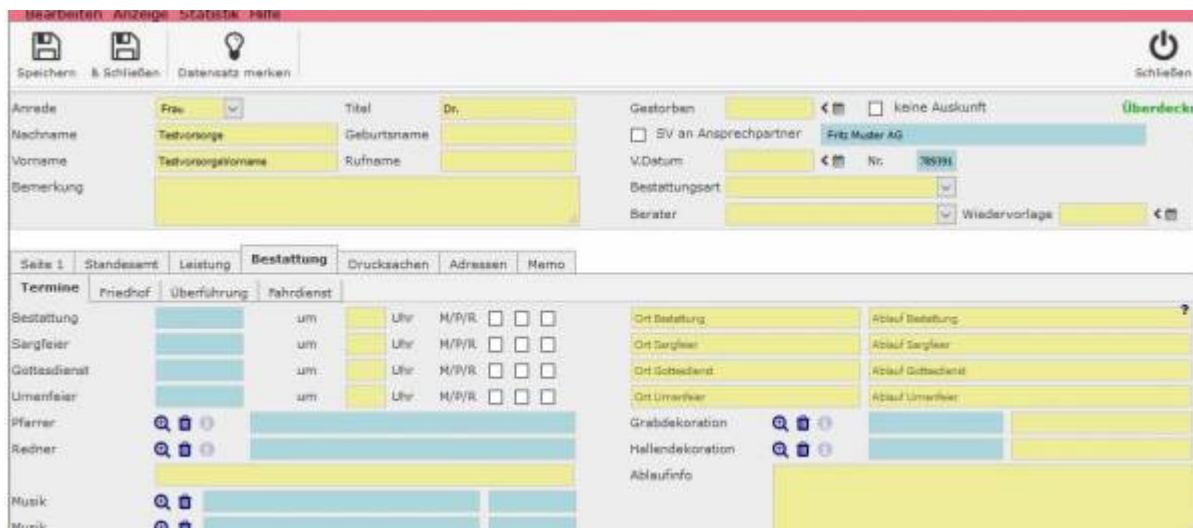 Bearbeiten Anzeige Statistik Hilfe
Speichern & Schließen Datensatz merken Schließen
Anrede Frau Titel Dr. Gestorben keine Auskunft
Nachname Testvorsorge Geburtsname SV an Ansprechpartner Fritz Muster AG
Vorname TestvorsorgeVorname Rufname V.Datum Nr. 789391
Bemerkung Bestattungsart
Berater Wiedervorlage
Seite 1 Standesamt Leistung Bestattung Drucksachen Adressen Memo
Termine Friedhof Überführung Fahrdienst
Bestattung um Uhr M/P/R Ort Bestattung Ablauf Bestattung ?
Sargfeier um Uhr M/P/R Ort Sargfeier Ablauf Sargfeier
Gottesdienst um Uhr M/P/R Ort Gottesdienst Ablauf Gottesdienst
Urnenfeier um Uhr M/P/R Ort Urnenfeier Ablauf Urnenfeier
Pfarrer Grabdekoration
Redner Hallendekoration
Ablaufinfo
Musik
Musik